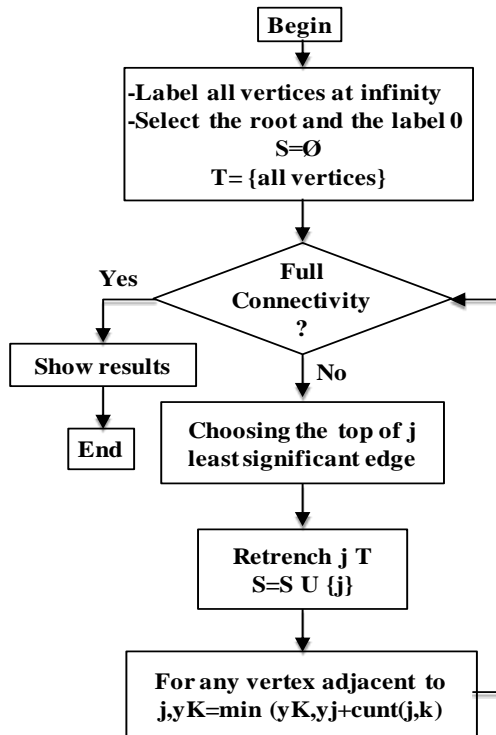 Begin
-Label all vertices at infinity
-Select the root and the label 0
S=Ø
T= {all vertices}
Full
Connectivity
?
Yes
No
Show results
End
Choosing the top of j
least significant edge
Retrench j T
S=S U {j}
For any vertex adjacent to
j,yK=min (yK,yj+cunt(j,k)